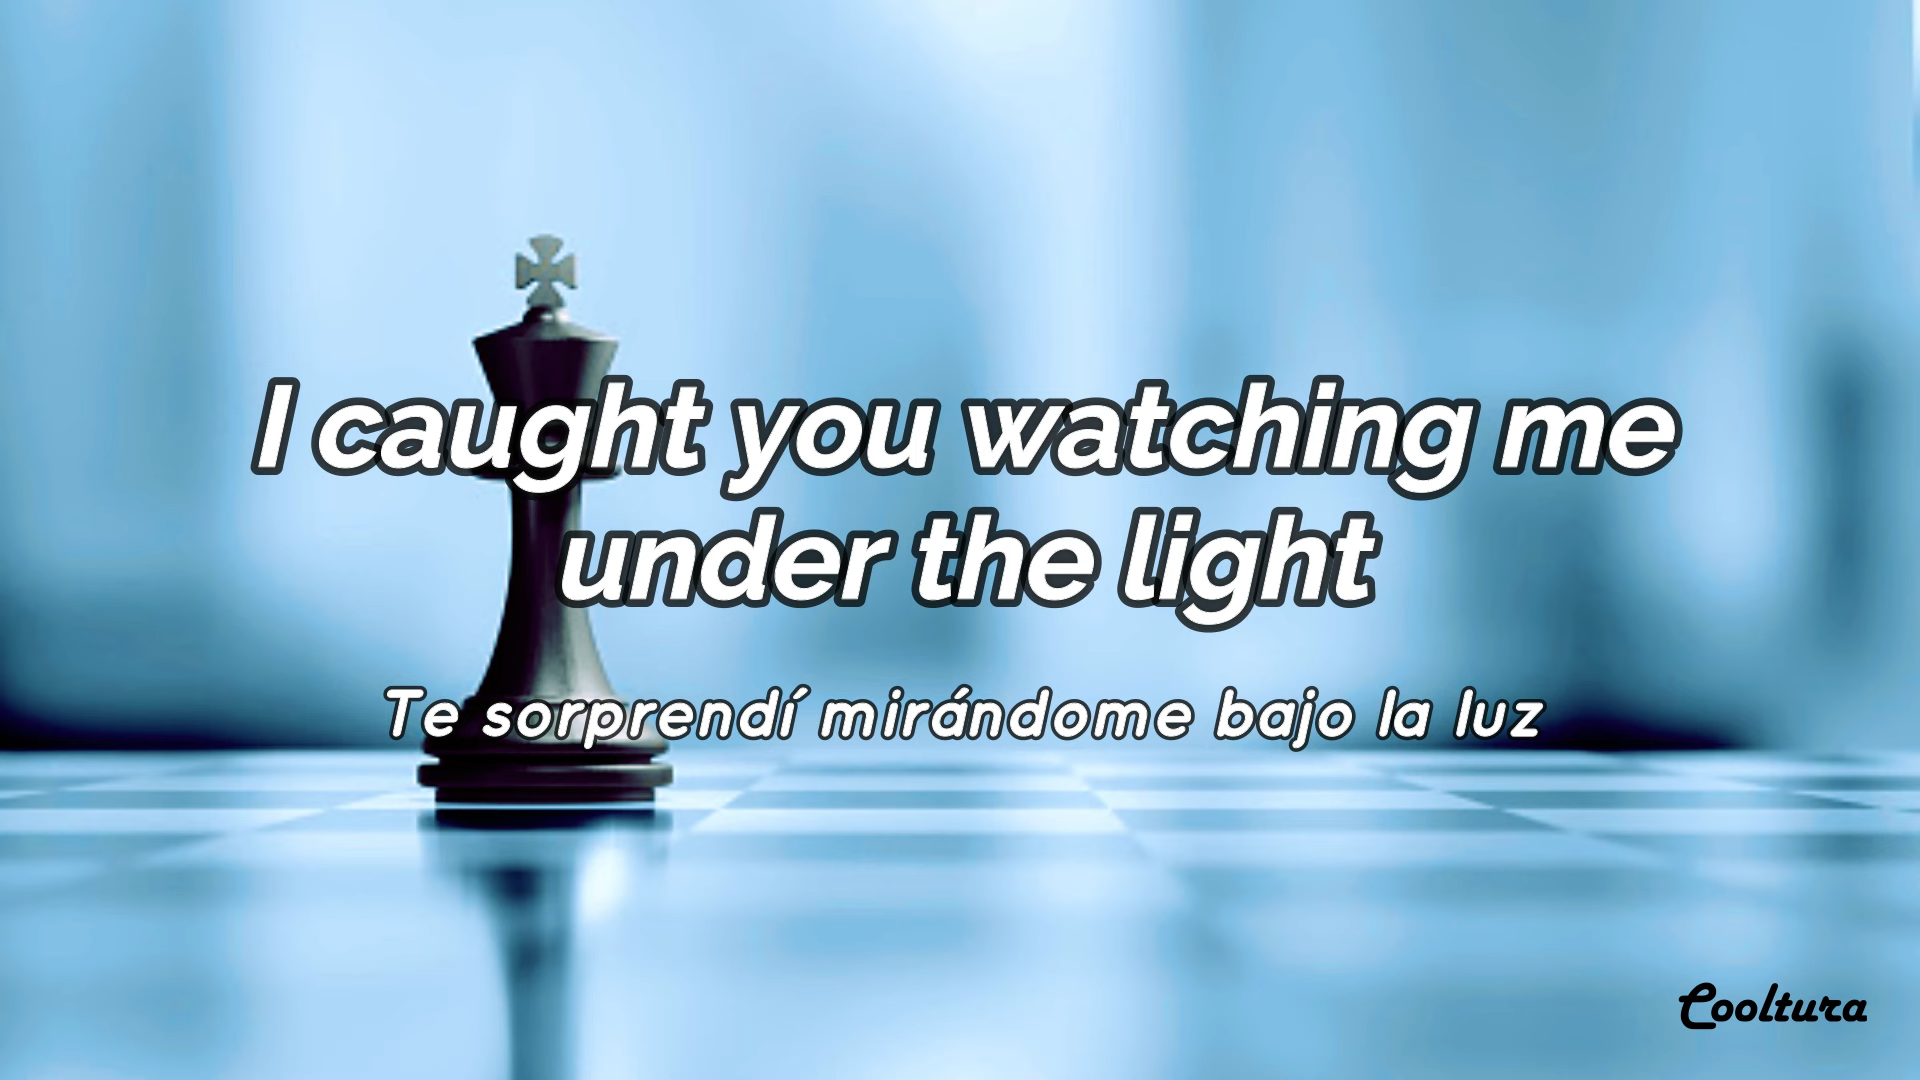 I caught you watching me
under the light
Te sorprendí mirándome bajo la luz
Cooltura